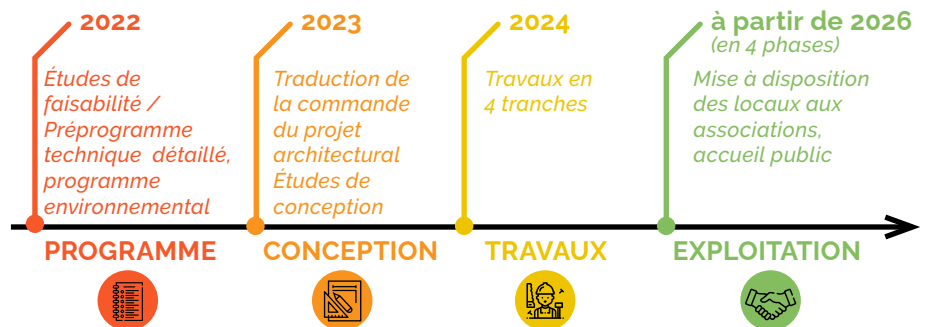 2022
Études de
faisabilité /
Préprogramme
technique détaillé,
programme
environnemental
PROGRAMME
2023
Traduction de
la commande
du projet
architectural
Études de
conception
CONCEPTION
2024
Travaux en
4 tranches
TRAVAUX
à partir de 2026
(en 4 phases)
Mise à disposition
des locaux aux
associations,
accueil public
EXPLOITATION